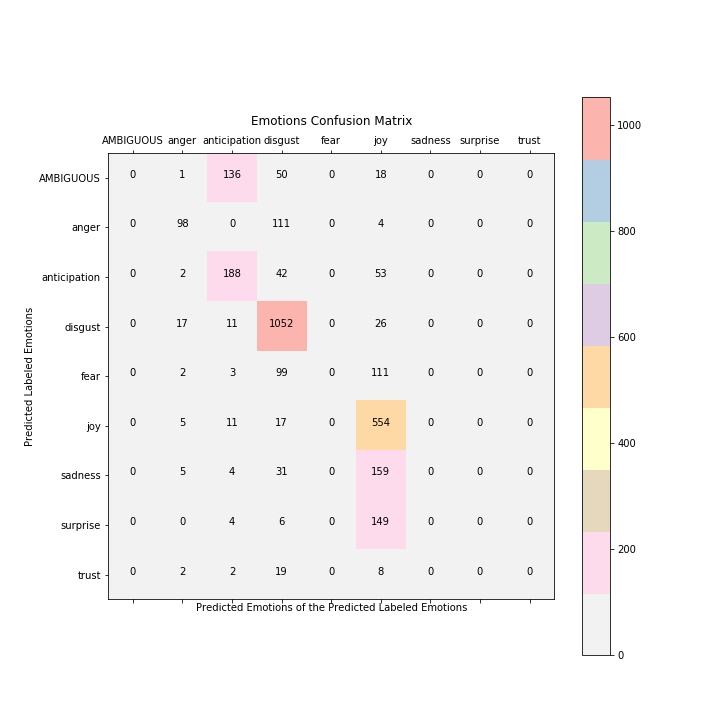 Emotions Confusion Matrix
AMBIGUOUS anger anticipation disgust fear joy sadness surprise trust
AMBIGUOUS 0 1 136 50 0 18 0 0 0
anger 0 98 0 111 0 4 0 0 0
anticipation 0 2 188 42 0 53 0 0 0
disgust 0 17 11 1052 0 26 0 0 0
fear 0 2 3 99 0 111 0 0 0
joy 0 5 11 17 0 554 0 0 0
sadness 0 5 4 31 0 159 0 0 0
surprise 0 0 4 6 0 149 0 0 0
trust 0 2 2 19 0 8 0 0 0
Predicted Labeled Emotions
Predicted Emotions of the Predicted Labeled Emotions
1000
800
600
400
200
0